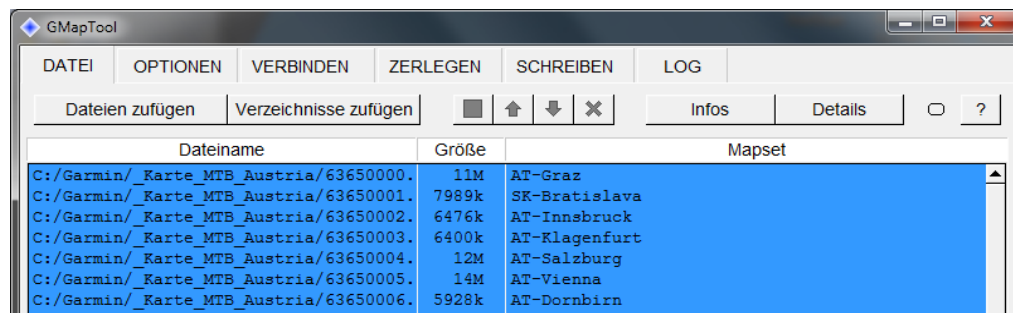 GMapTool
DATEI OPTIONEN VERBINDEN ZERLEGEN SCHREIBEN LOG
Dateien zufügen Verzeichnisse zufügen Infos Details ?
Dateiname Größe Mapset
C:/Garmin/_Karte_MTB_Austria/63650000. 11M AT-Graz
C:/Garmin/_Karte_MTB_Austria/63650001. 7989k SK-Bratislava
C:/Garmin/_Karte_MTB_Austria/63650002. 6476k AT-Innsbruck
C:/Garmin/_Karte_MTB_Austria/63650003. 6400k AT-Klagenfurt
C:/Garmin/_Karte_MTB_Austria/63650004. 12M AT-Salzburg
C:/Garmin/_Karte_MTB_Austria/63650005. 14M AT-Vienna
C:/Garmin/_Karte_MTB_Austria/63650006. 5928k AT-Dornbirn